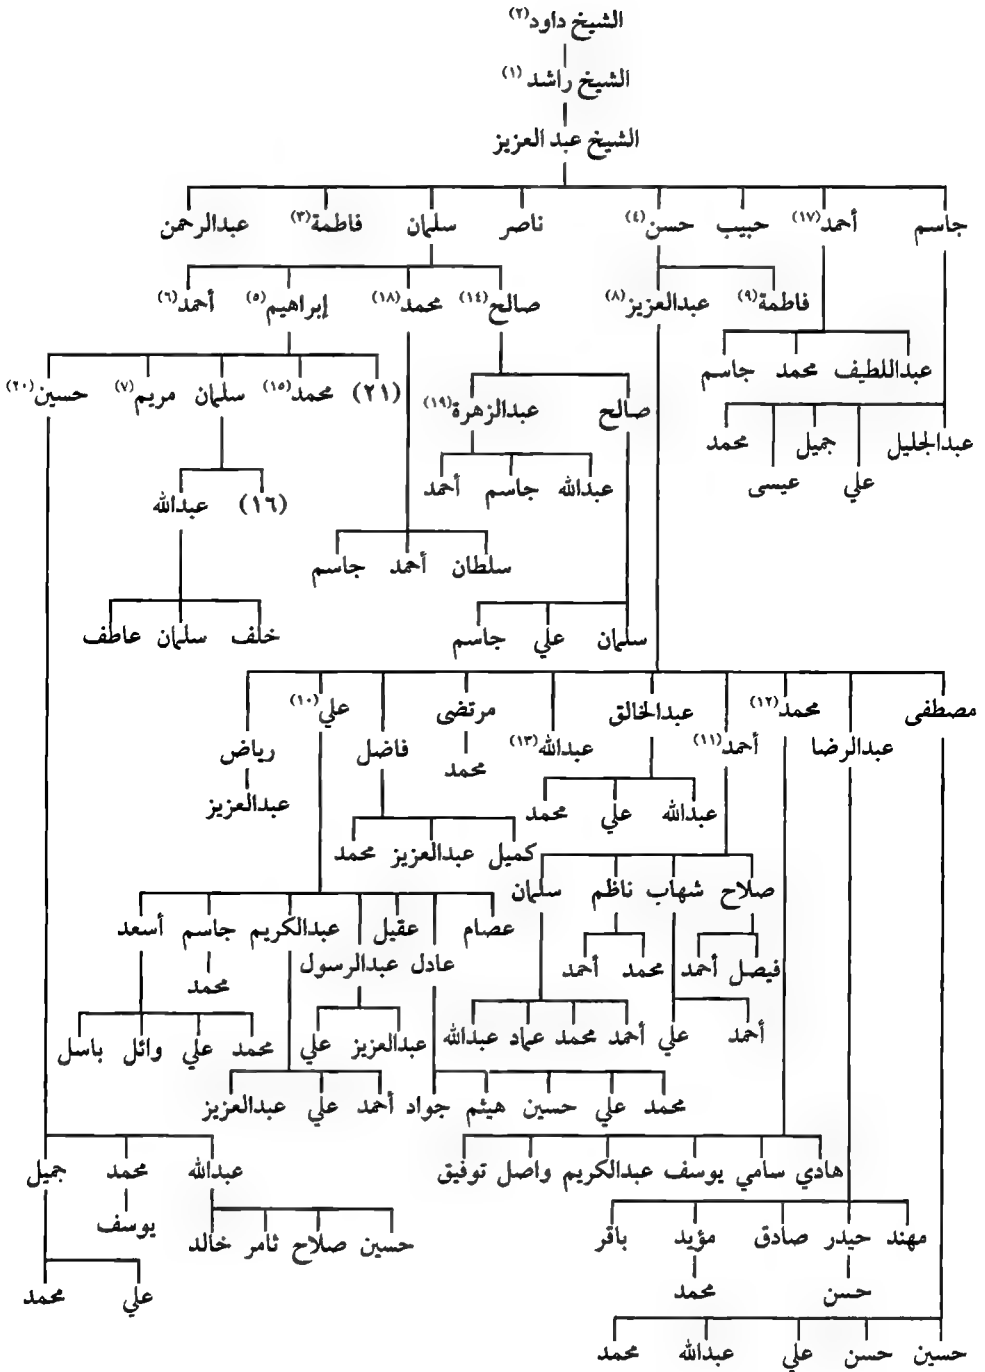 الشيخ داود(٢)
الشيخ راشد(١)
الشيخ عبد العزيز
جاسم أحمد(١٧) حبيب حسن(٤) ناصر سلمان فاطمة(٣) عبدالرحمن
فاطمة(٩) عبدالعزيز(٨) صالح(١٤) محمد(١٨) إبراهيم(٥) أحمد(٦)
عبداللطيف محمد جاسم
(٢١) محمد(١٥) سلمان مريم(٧) حسين(٢٠)
صالح عبدالزهرة(١٩)
عبدالجليل جميل محمد
علي عيسى
عبدالله جاسم أحمد
(١٦) عبدالله
سلطان أحمد جاسم
سلمان علي جاسم
خلف سلمان عاطف
مصطفى محمد(١٢) عبدالخالق مرتضى علي(١٠)
عبدالرضا أحمد(١١) عبدالله(١٣) فاضل رياض
محمد
عبدالعزيز
عبدالله علي محمد
كميل عبدالعزيز محمد
صلاح شهاب ناظم سلمان
عصام عقيل عبدالكريم جاسم أسعد
عادل عبدالرسول
فيصل أحمد محمد أحمد
محمد
أحمد علي أحمد محمد عماد عبدالله
عبدالعزيز علي
محمد علي وائل باسل
محمد علي حسين هيثم جواد أحمد علي عبدالعزيز
هادي سامي يوسف عبدالكريم واصل توفيق
عبدالله محمد جميل
يوسف
مهند حيدر صادق مؤيد باقر
حسين صلاح ثامر خالد
حسن محمد
علي محمد
حسين حسن علي عبدالله محمد